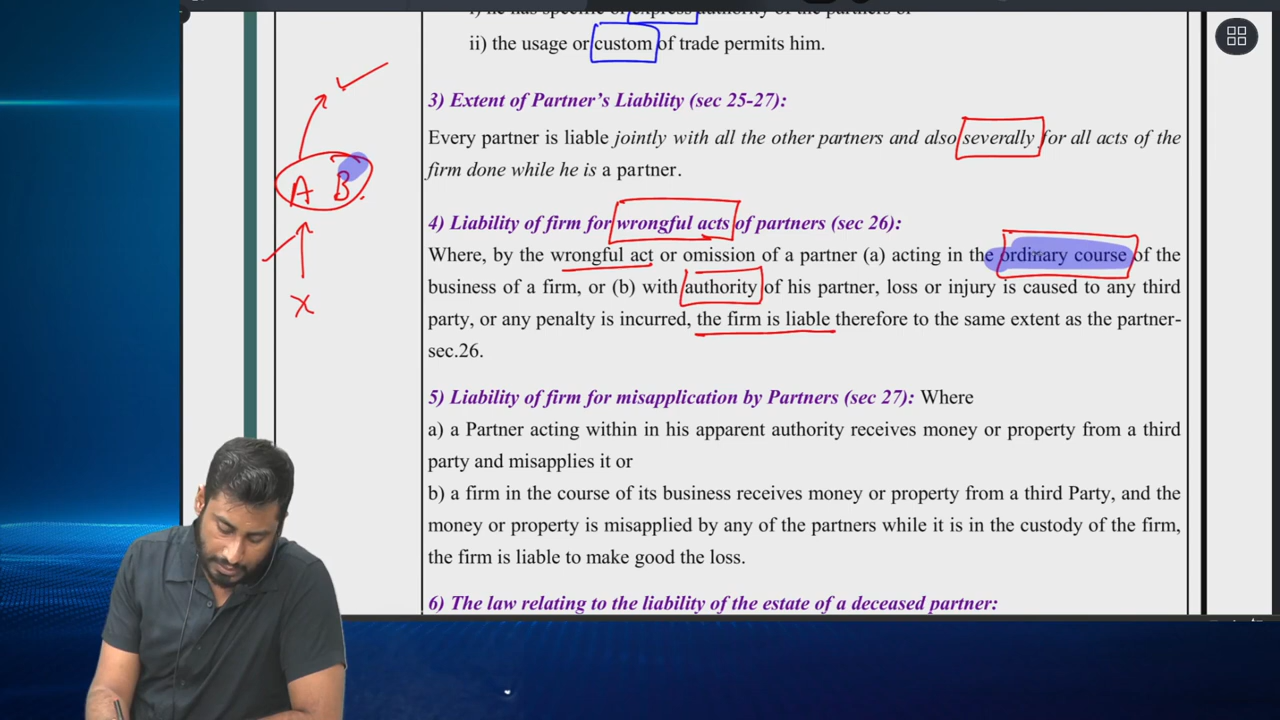 i) he has specific or express authority of the partners or
ii) the usage or custom of trade permits him.
3) Extent of Partner's Liability (sec 25-27):
Every partner is liable jointly with all the other partners and also severally for all acts of the
firm done while he is a partner.
4) Liability of firm for wrongful acts of partners (sec 26):
Where, by the wrongful act or omission of a partner (a) acting in the ordinary course of the
business of a firm, or (b) with authority of his partner, loss or injury is caused to any third
party, or any penalty is incurred, the firm is liable therefore to the same extent as the partner-
sec.26.
5) Liability of firm for misapplication by Partners (sec 27): Where
a) a Partner acting within in his apparent authority receives money or property from a third
party and misapplies it or
b) a firm in the course of its business receives money or property from a third Party, and the
money or property is misapplied by any of the partners while it is in the custody of the firm,
the firm is liable to make good the loss.
6) The law relating to the liability of the estate of a deceased partner:
A B
X